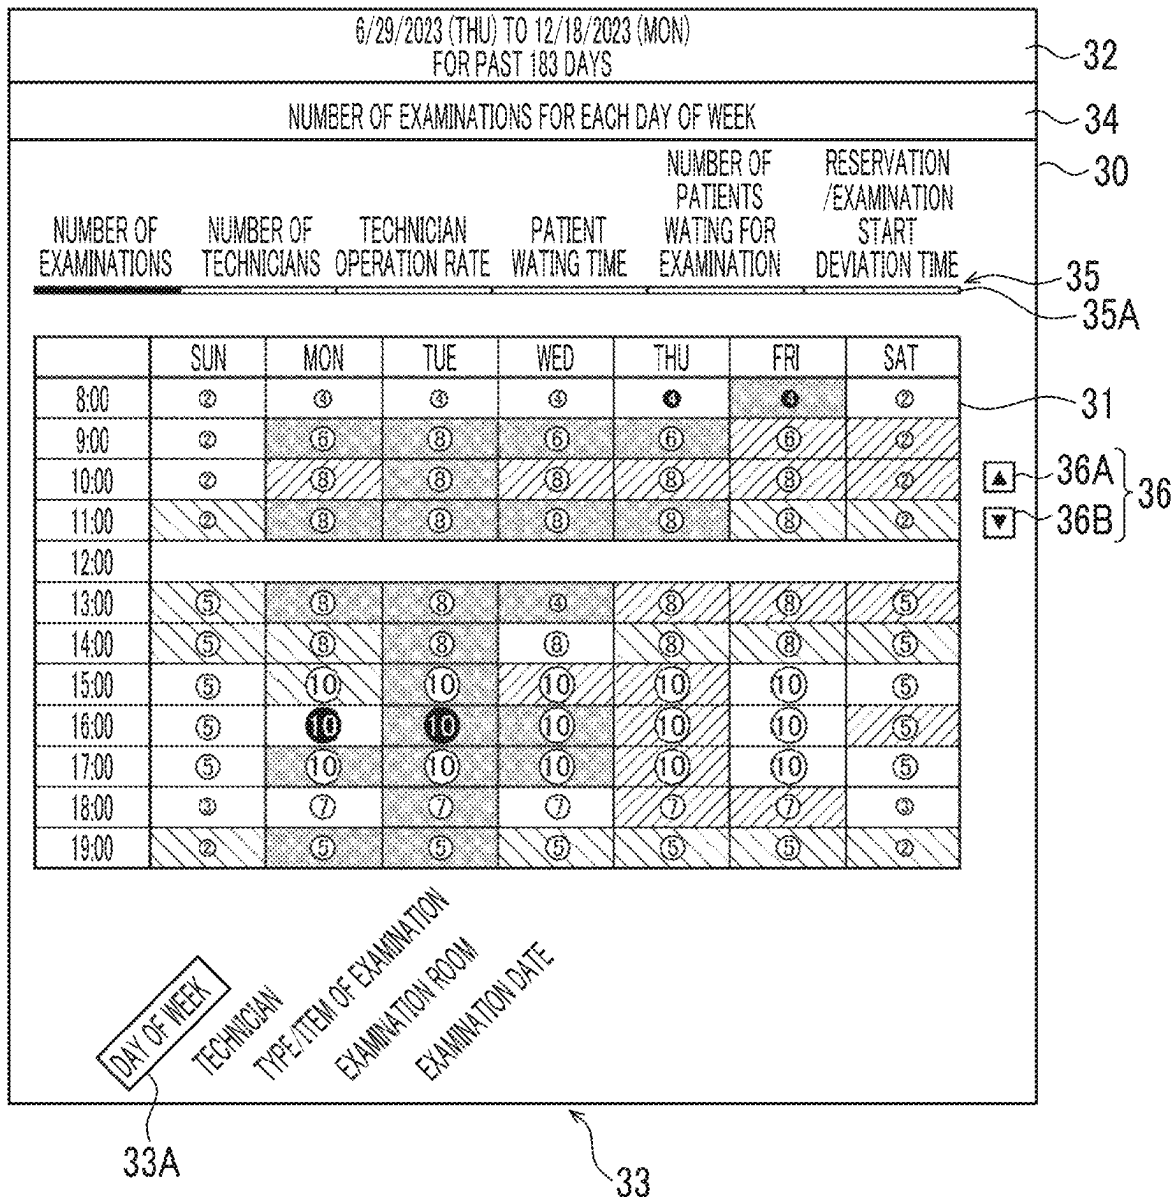 6/29/2023 (THU) TO 12/18/2023 (MON)
FOR PAST 183 DAYS
32
NUMBER OF EXAMINATIONS FOR EACH DAY OF WEEK
34
30
NUMBER OF
EXAMINATIONS
NUMBER OF
TECHNICIANS
TECHNICIAN
OPERATION RATE
PATIENT
WATING TIME
NUMBER OF
PATIENTS
WATING FOR
EXAMINATION
RESERVATION
/EXAMINATION
START
DEVIATION TIME
35
35A
SUN MON TUE WED THU FRI SAT
8:00 2 4 4 4 4 4 2
31
9:00 2 6 8 6 6 6 2
10:00 2 8 8 8 8 8 2
36A
36
11:00 2 8 8 8 8 8 2
36B
12:00
13:00 5 8 8 4 8 8 5
14:00 5 8 8 8 8 8 5
15:00 5 10 10 10 10 10 5
16:00 5 10 10 10 10 10 5
17:00 5 10 10 10 10 10 5
18:00 3 7 7 7 7 7 3
19:00 2 5 5 5 5 5 2
DAY OF WEEK
TECHNICIAN
TYPE/ITEM OF EXAMINATION
EXAMINATION ROOM
EXAMINATION DATE
33A
33